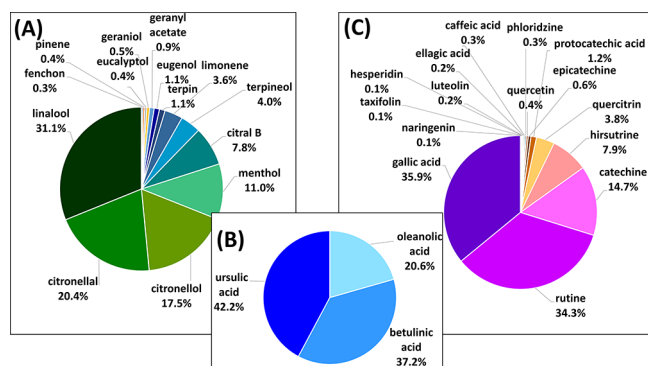 (A)
geranyl
acetate
0.9%
geraniol
0.5%
pinene
0.4%
eucalyptol
0.4%
eugenol
1.1%
limonene
3.6%
fenchon
0.3%
terpin
1.1%
terpineol
4.0%
linalool
31.1%
citral B
7.8%
menthol
11.0%
citronellal
20.4%
citronellol
17.5%
(B)
oleanolic
acid
20.6%
ursulic
acid
42.2%
betulinic
acid
37.2%
(C)
caffeic acid
0.3%
phloridzine
0.3%
protocatechic acid
1.2%
ellagic acid
0.2%
epicatechine
0.6%
hesperidin
0.1%
luteolin
0.2%
quercetin
0.4%
quercitrin
3.8%
taxifolin
0.1%
naringenin
0.1%
hirsutrine
7.9%
gallic acid
35.9%
catechine
14.7%
rutine
34.3%